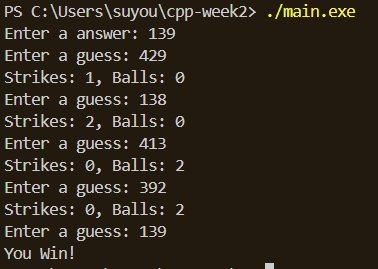 PS C:\Users\suyou\cpp-week2> ./main.exe
Enter a answer: 139
Enter a guess: 429
Strikes: 1, Balls: 0
Enter a guess: 138
Strikes: 2, Balls: 0
Enter a guess: 413
Strikes: 0, Balls: 2
Enter a guess: 392
Strikes: 0, Balls: 2
Enter a guess: 139
You Win!